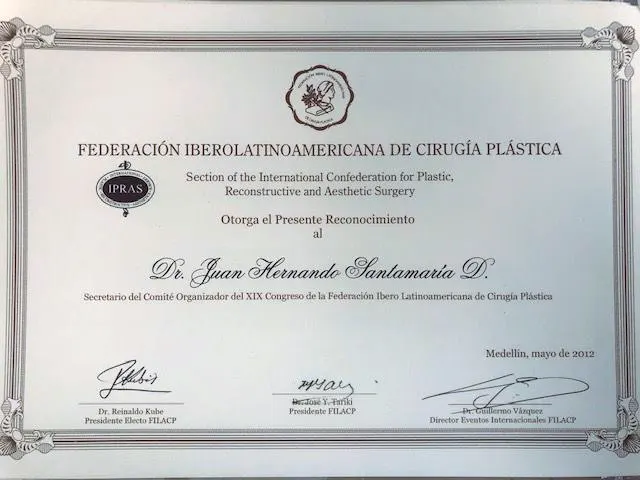 FEDERACIÓN IBEROLATINOAMERICANA DE CIRUGÍA PLÁSTICA
IPRAS
Section of the International Confederation for Plastic,
Reconstructive and Aesthetic Surgery
Otorga el Presente Reconocimiento
al
Dr. Juan Hernando Santamaría D.
Secretario del Comité Organizador del XIX Congreso de la Federación Ibero Latinoamericana de Cirugía Plástica
Medellín, mayo de 2012
Dr. Reinaldo Kube
Presidente Electo FILACP
Dr. José Y. Tariki
Presidente FILACP
Dr. Guillermo Vázquez
Director Eventos Internacionales FILACP